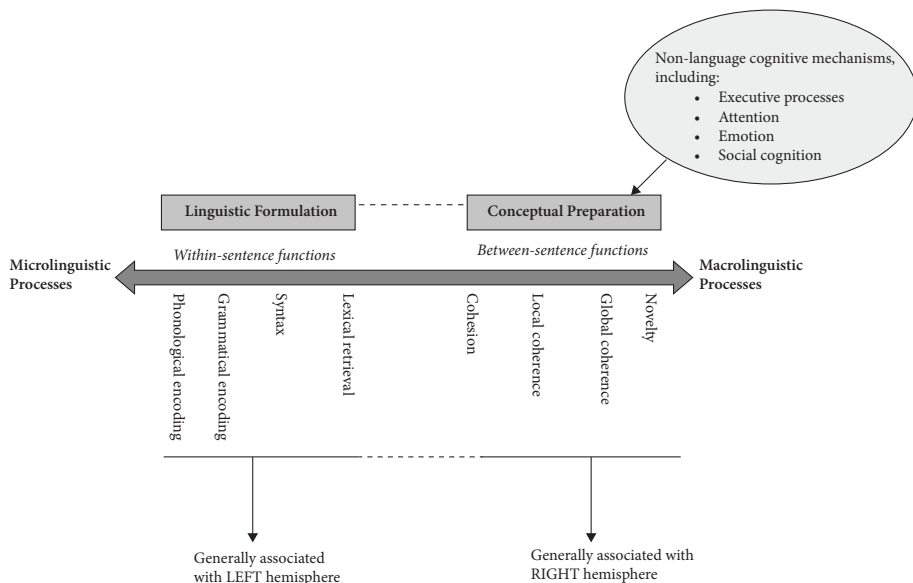 Non-language cognitive mechanisms,
including:
• Executive processes
• Attention
• Emotion
• Social cognition
Linguistic Formulation
Conceptual Preparation
Within-sentence functions
Between-sentence functions
Microlinguistic
Processes
Macrolinguistic
Processes
Phonological encoding
Grammatical encoding
Syntax
Lexical retrieval
Cohesion
Local coherence
Global coherence
Novelty
Generally associated
with LEFT hemisphere
Generally associated with
RIGHT hemisphere